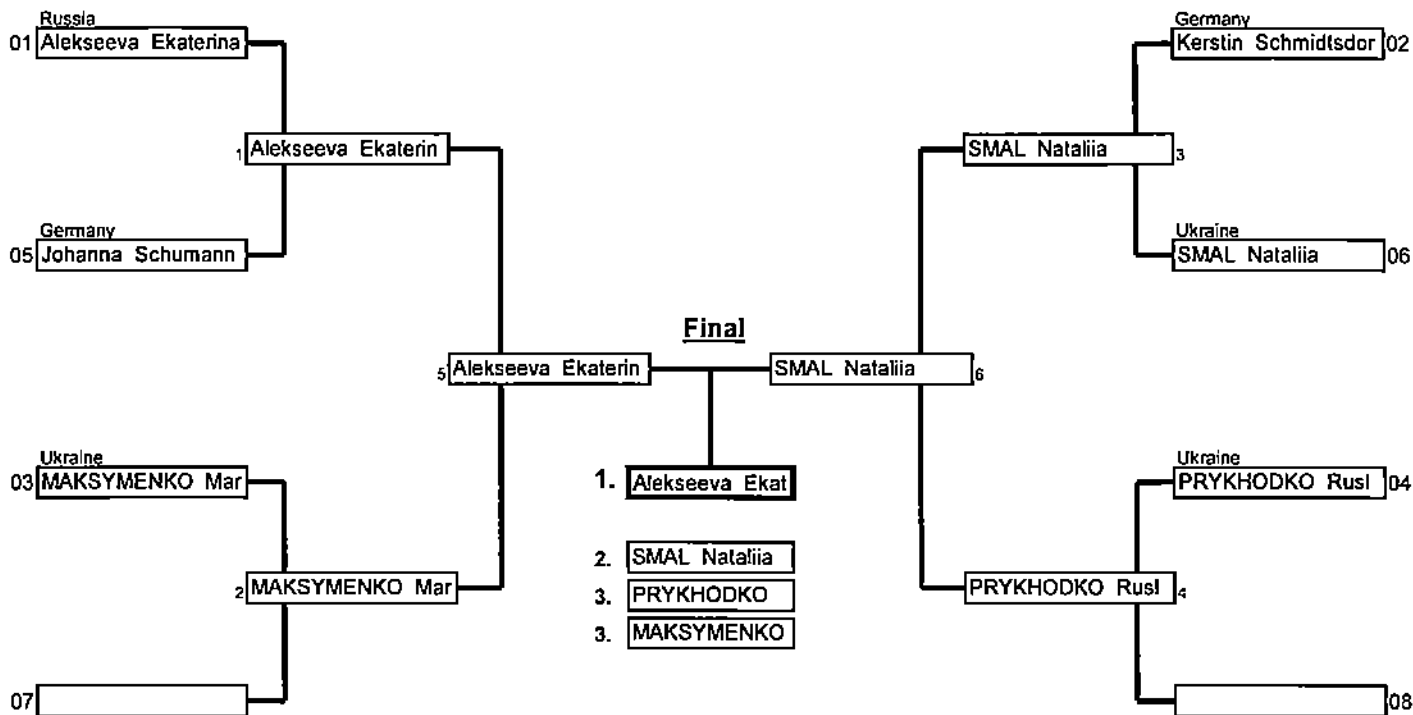 Russia
01 Alekseeva Ekaterina
Germany
Kerstin Schmidtsdor 02
1 Alekseeva Ekaterin
SMAL Nataliia 3
Germany
05 Johanna Schumann
Ukraine
SMAL Nataliia 06
Final
5 Alekseeva Ekaterin
SMAL Nataliia 6
Ukraine
03 MAKSYMENKO Mar
1. Alekseeva Ekat
Ukraine
PRYKHODKO Rusl 04
2. SMAL Nataliia
3. PRYKHODKO
3. MAKSYMENKO
2 MAKSYMENKO Mar
PRYKHODKO Rusl 4
07
08